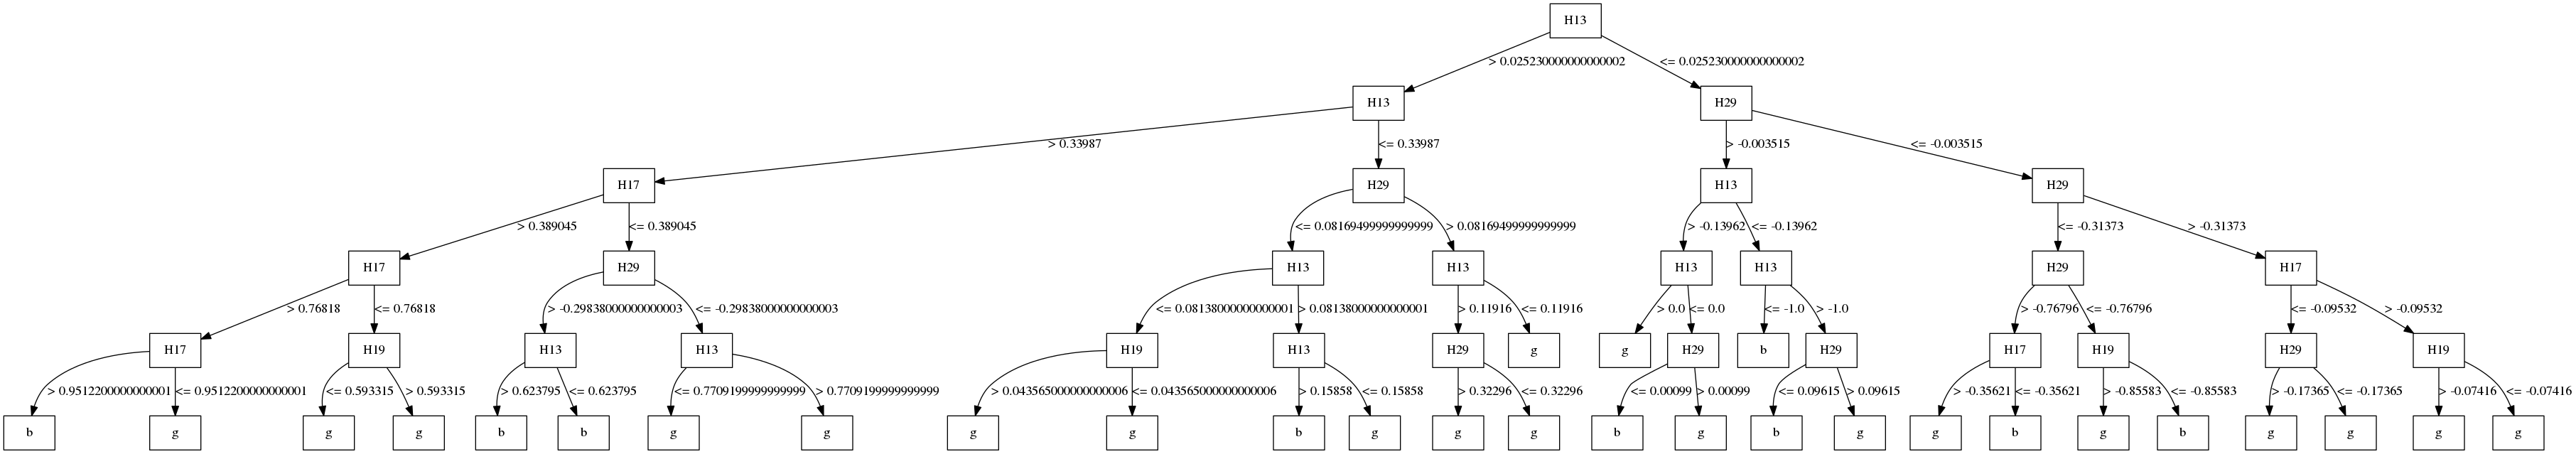 H13
> 0.025230000000000002 <= 0.025230000000000002
H13 H29
> 0.33987 <= 0.33987 > -0.003515 <= -0.003515
H17 H29 H13 H29
> 0.389045 <= 0.389045 <= 0.08169499999999999 > 0.08169499999999999 > -0.13962 <= -0.13962 <= -0.31373 > -0.31373
H17 H29 H13 H13 H13 H13 H29 H17
> 0.76818 <= 0.76818 > -0.29838000000000003 <= -0.29838000000000003 <= 0.08138000000000001 > 0.08138000000000001 > 0.11916 <= 0.11916 > 0.0 <= 0.0 <= -1.0 > -1.0 > -0.76796 <= -0.76796 <= -0.09532 > -0.09532
H17 H19 H13 H13 H19 H13 H29 g g H29 b H29 H17 H19 H29 H19
> 0.9512200000000001 <= 0.9512200000000001 <= 0.593315 > 0.593315 > 0.623795 <= 0.623795 <= 0.7709199999999999 > 0.7709199999999999 > 0.0435650000000000006 <= 0.0435650000000000006 > 0.15858 <= 0.15858 > 0.32296 <= 0.32296 <= 0.00099 > 0.00099 <= 0.09615 > 0.09615 > -0.35621 <= -0.35621 > -0.85583 <= -0.85583 > -0.17365 <= -0.17365 > -0.07416 <= -0.07416
b g g g b b g g g g b g g g b g b g g b g b g g g g